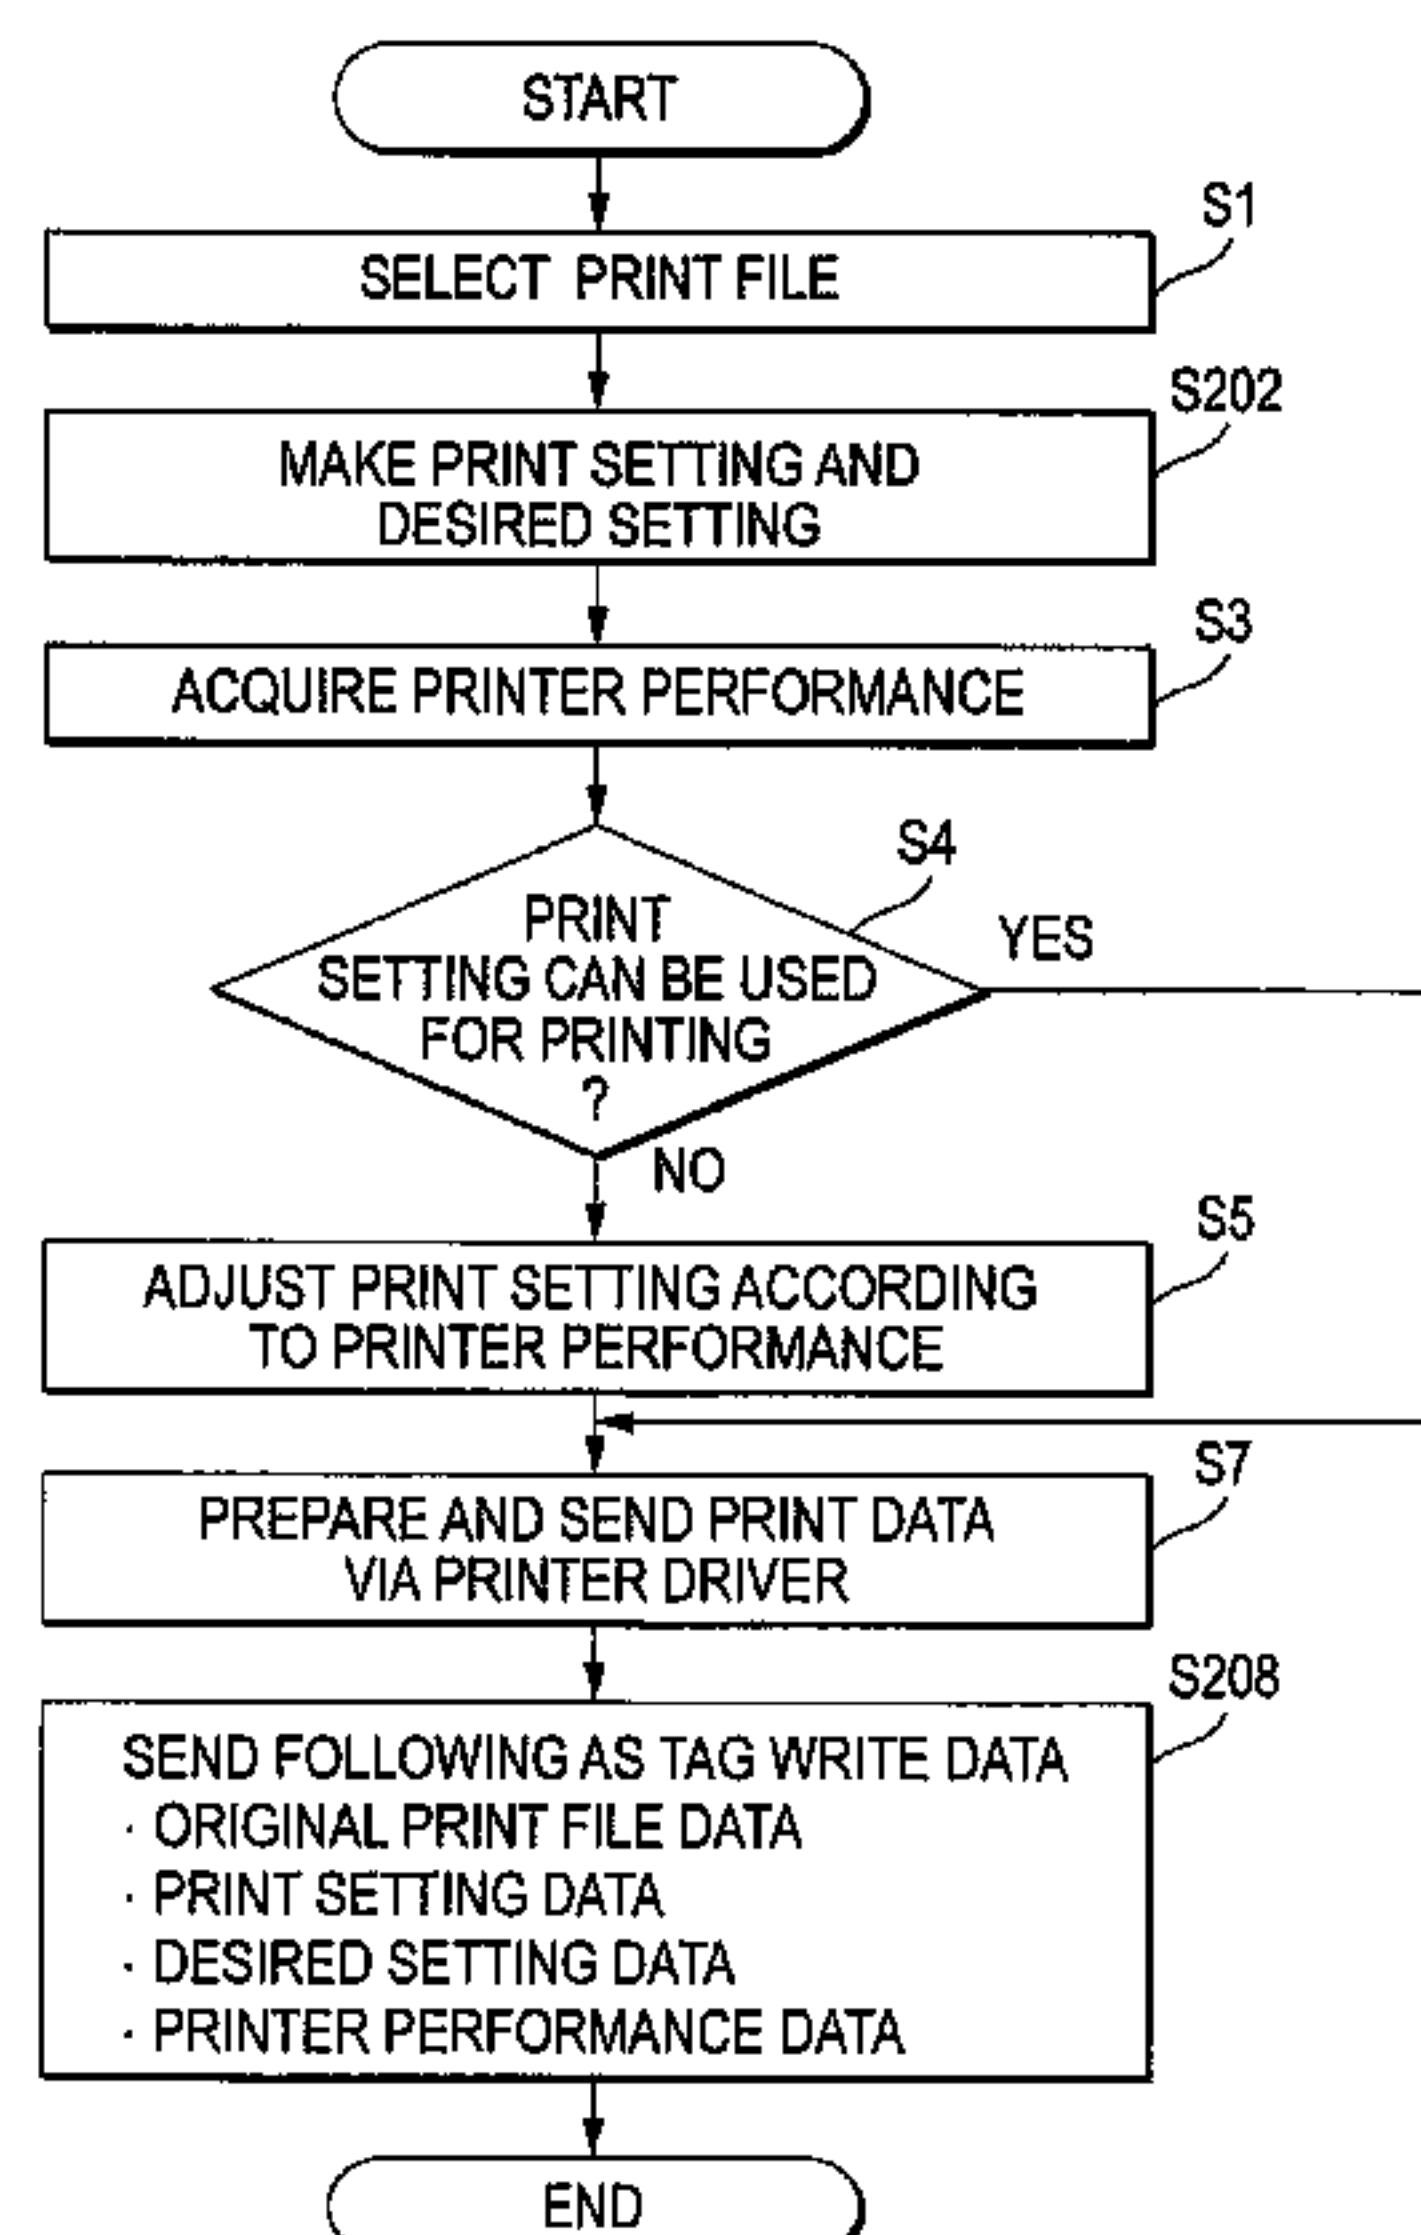 START
S1
SELECT PRINT FILE
S202
MAKE PRINT SETTING AND
DESIRED SETTING
S3
ACQUIRE PRINTER PERFORMANCE
S4
YES
PRINT
SETTING CAN BE USED
FOR PRINTING
?
NO
S5
ADJUST PRINT SETTING ACCORDING
TO PRINTER PERFORMANCE
S7
PREPARE AND SEND PRINT DATA
VIA PRINTER DRIVER
S208
SEND FOLLOWING AS TAG WRITE DATA
· ORIGINAL PRINT FILE DATA
· PRINT SETTING DATA
· DESIRED SETTING DATA
· PRINTER PERFORMANCE DATA
END